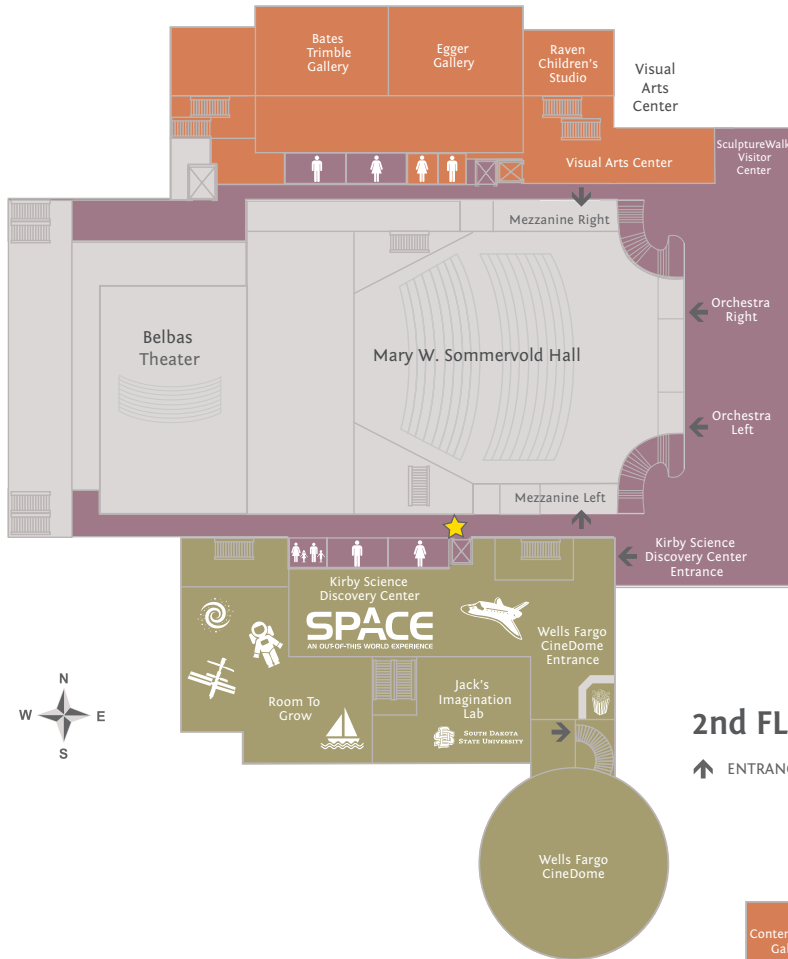 Bates
Trimble
Gallery
Egger
Gallery
Raven
Children's
Studio
Visual
Arts
Center
Visual Arts Center
SculptureWalk
Visitor
Center
Mezzanine Right
Orchestra
Right
Belbas
Theater
Mary W. Sommervold Hall
Orchestra
Left
Mezzanine Left
Kirby Science
Discovery Center
Entrance
Kirby Science
Discovery Center
SPACE
AN OUT-OF-THIS WORLD EXPERIENCE
Wells Fargo
CineDome
Entrance
Room To
Grow
Jack's
Imagination
Lab
SOUTH DAKOTA
STATE UNIVERSITY
N
W
E
S
2nd FL
ENTRANC
Wells Fargo
CineDome
Conter
Gal